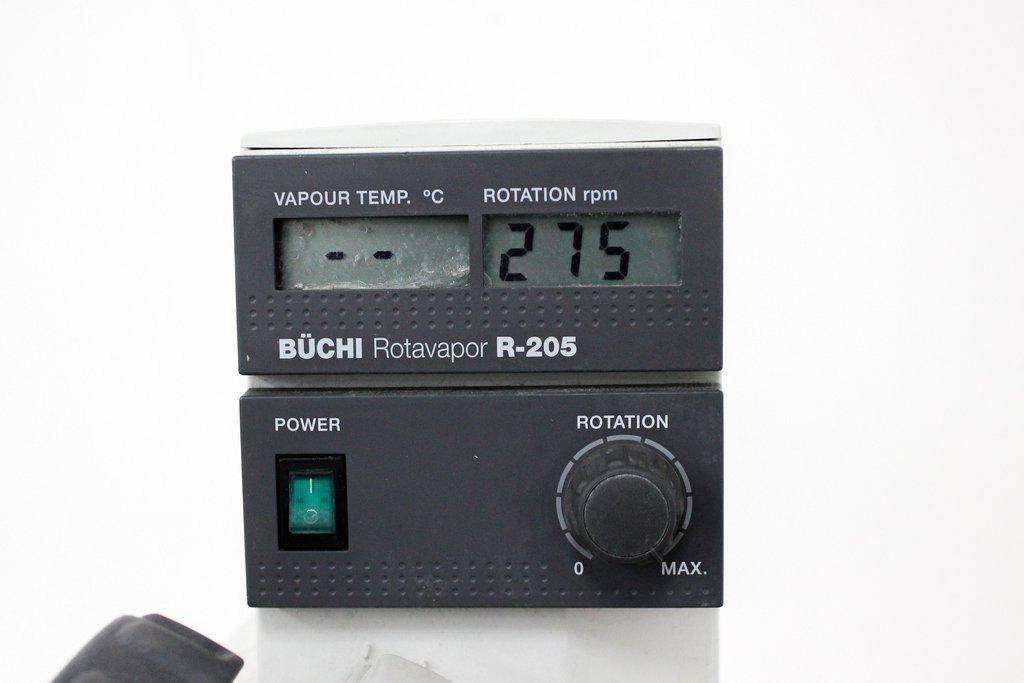 VAPOUR TEMP. °C
ROTATION rpm
- -
275
BÜCHI Rotavapor R-205
POWER
ROTATION
0
MAX.